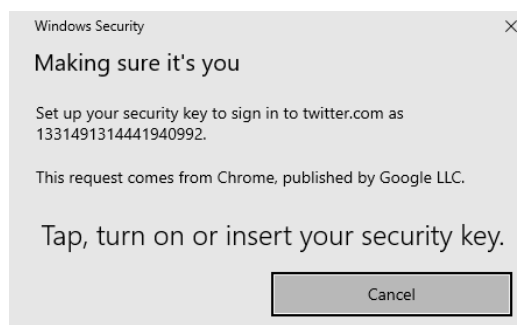 Windows Security
Making sure it's you
Set up your security key to sign in to twitter.com as
1331491314441940992.
This request comes from Chrome, published by Google LLC.
Tap, turn on or insert your security key.
Cancel